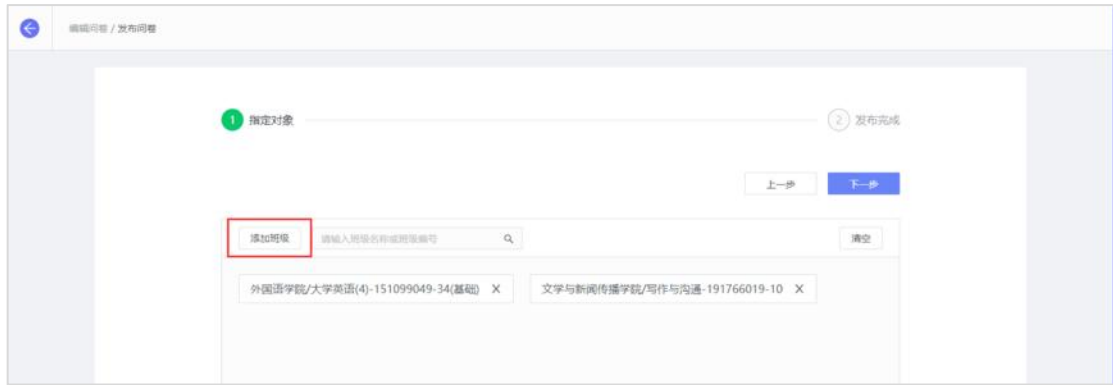 编辑问卷 / 发布问卷
1 指定对象
2 发布完成
上一步 下一步
添加班级 请输入班级名称或班级编号 清空
外国语学院/大学英语(4)-151099049-34(基础) X 文学与新闻传播学院/写作与沟通-191766019-10 X